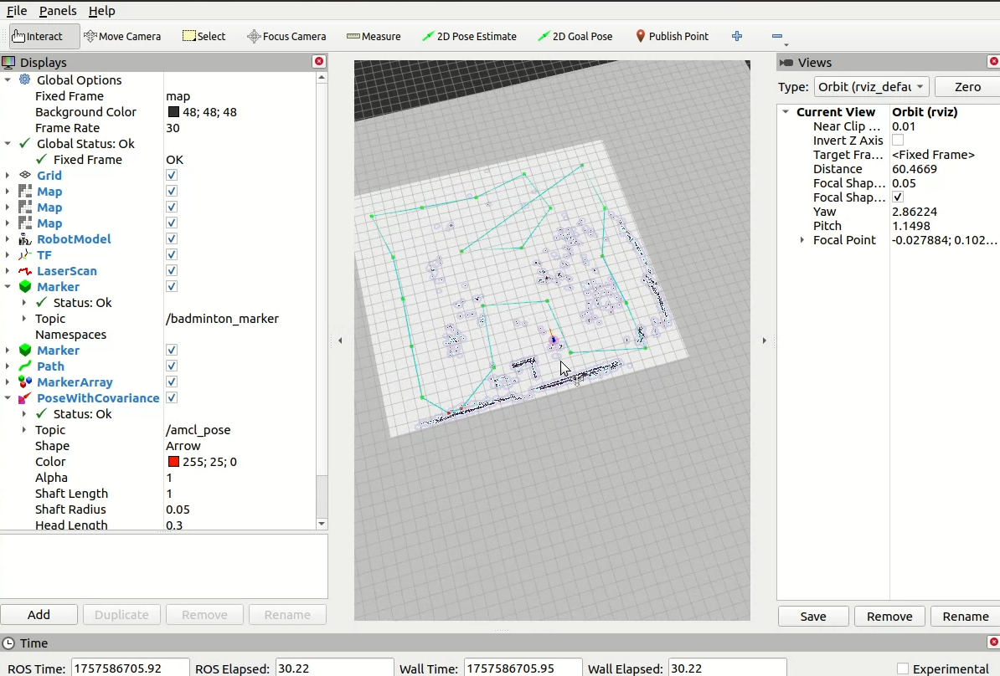 File Panels Help
Interact Move Camera Select Focus Camera Measure 2D Pose Estimate 2D Goal Pose Publish Point
Displays
Global Options
Fixed Frame map
Background Color 48; 48; 48
Frame Rate 30
Global Status: Ok
Fixed Frame OK
Grid
Map
Map
Map
RobotModel
TF
LaserScan
Marker
Status: Ok
Topic /badminton_marker
Namespaces
Marker
Path
MarkerArray
PoseWithCovariance
Status: Ok
Topic /amcl_pose
Shape Arrow
Color 255; 25; 0
Alpha 1
Shaft Length 1
Shaft Radius 0.05
Head Length 0.3
Add Duplicate Remove Rename
Views
Type: Orbit (rviz_defau Zero
Current View Orbit (rviz)
Near Clip ... 0.01
Invert Z Axis
Target Fra... <Fixed Frame>
Distance 60.4669
Focal Shap... 0.05
Focal Shap...
Yaw 2.86224
Pitch 1.1498
Focal Point -0.027884; 0.102...
Save Remove Rename
Time
ROS Time: 1757586705.92 ROS Elapsed: 30.22 Wall Time: 1757586705.95 Wall Elapsed: 30.22 Experimental